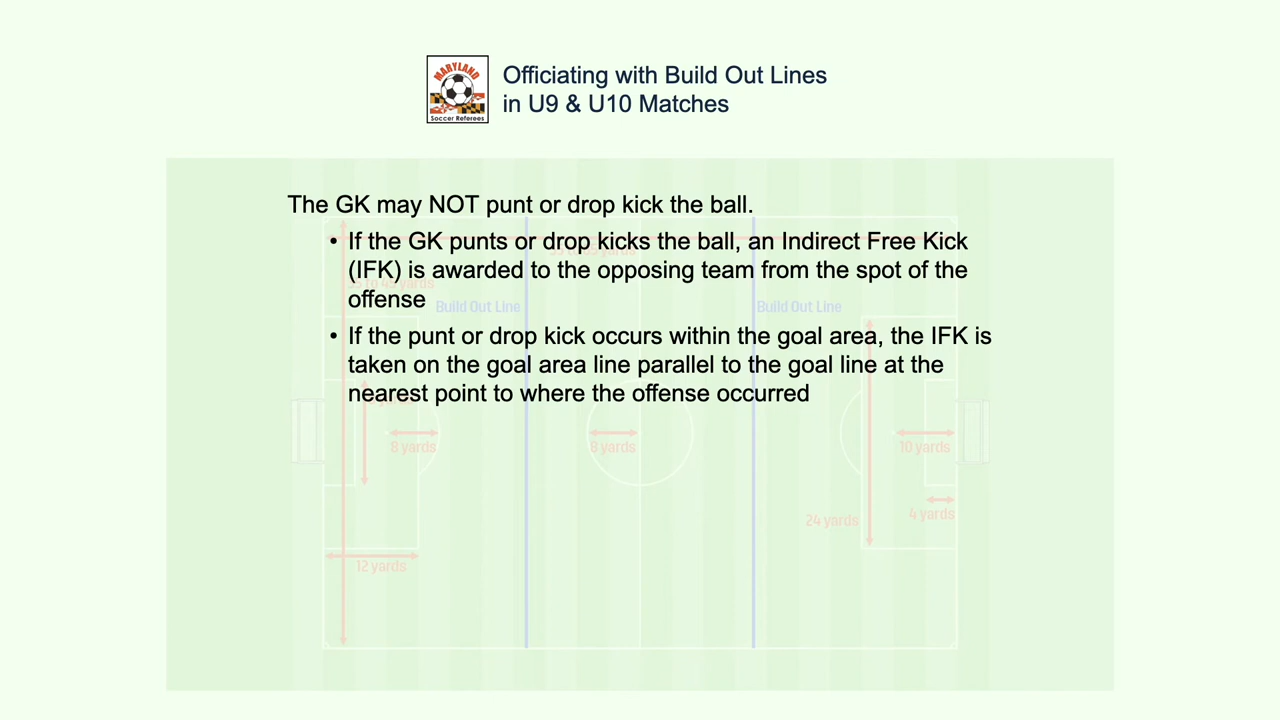 MARYLAND
Soccer Referees
Officiating with Build Out Lines
in U9 & U10 Matches
The GK may NOT punt or drop kick the ball.
• If the GK punts or drop kicks the ball, an Indirect Free Kick
(IFK) is awarded to the opposing team from the spot of the
offense
• If the punt or drop kick occurs within the goal area, the IFK is
taken on the goal area line parallel to the goal line at the
nearest point to where the offense occurred
Build Out Line
Build Out Line
8 yards
8 yards
10 yards
4 yards
24 yards
12 yards